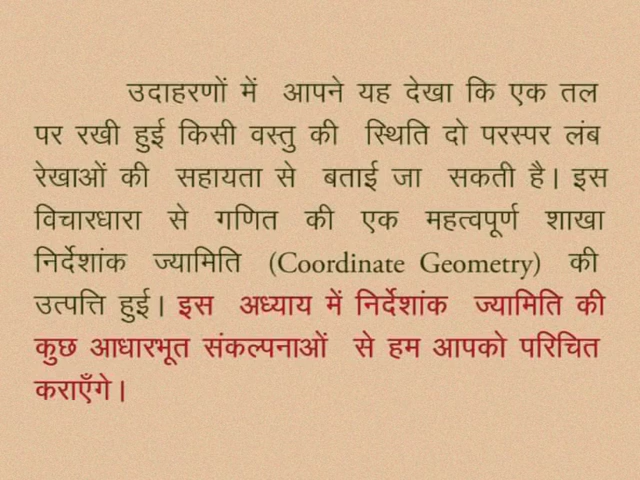 उदाहरणों में आपने यह देखा कि एक तल
पर रखी हुई किसी वस्तु की स्थिति दो परस्पर लंब
रेखाओं की सहायता से बताई जा सकती है। इस
विचारधारा से गणित की एक महत्वपूर्ण शाखा
निर्देशांक ज्यामिति (Coordinate Geometry) की
उत्पत्ति हुई। इस अध्याय में निर्देशांक ज्यामिति की
कुछ आधारभूत संकल्पनाओं से हम आपको परिचित
कराएँगे।